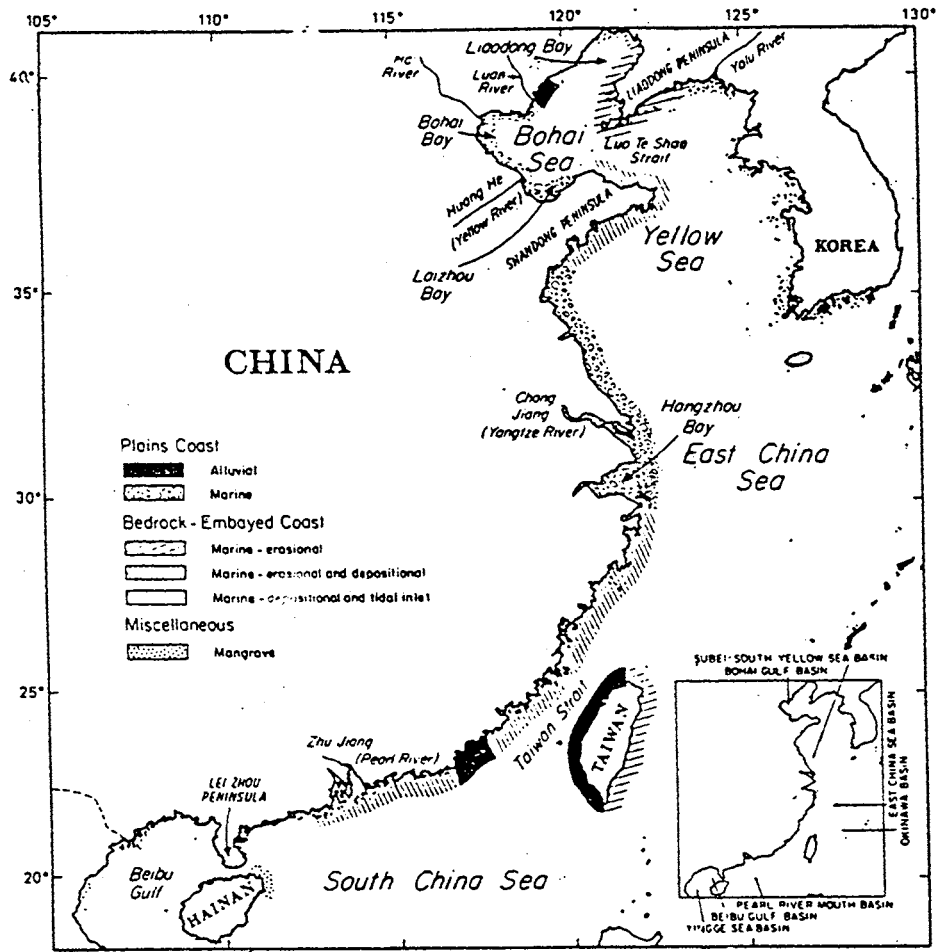 105°
110°
115°
120°
125°
130°
40°
35°
30°
25°
20°
River
Luan
River
Liaodong Bay
LIAODONG PENINSULA
Yalu River
Bohai
Bay
Bohai
Sea
Luo Te Shan
Strait
Huang He
(Yellow River)
SHANDONG PENINSULA
Laizhou
Bay
Yellow
Sea
KOREA
CHINA
Chang
Jiang
(Yangtze River)
Hangzhou
Bay
East China
Sea
Plains Coast
Alluvial
Marine
Bedrock - Embayed Coast
Marine - erosional
Marine - erosional and depositional
Marine - depositional and tidal inlet
Miscellaneous
Mangrove
Taiwan Strait
TAIWAN
Zhu Jiang
(Pearl River)
LEI ZHOU
PENINSULA
Beibu
Gulf
HAINAN
South China Sea
SUBEI-SOUTH YELLOW SEA BASIN
BOHAI GULF BASIN
EAST CHINA SEA BASIN
OKINAWA BASIN
PEARL RIVER MOUTH BASIN
BEIBU GULF BASIN
YINGGE SEA BASIN